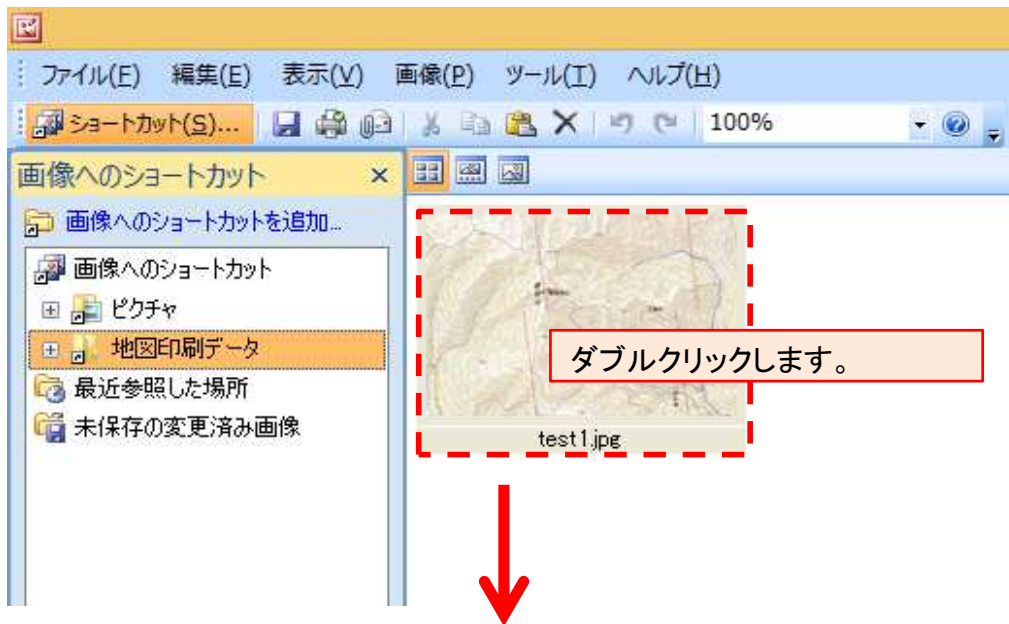 ファイル(F) 編集(E) 表示(V) 画像(P) ツール(T) ヘルプ(H)
ショートカット(S)... 100%
画像へのショートカット
画像へのショートカットを追加...
画像へのショートカット
ピクチャ
地図印刷データ
最近参照した場所
未保存の変更済み画像
ダブルクリックします。
test1.jpg